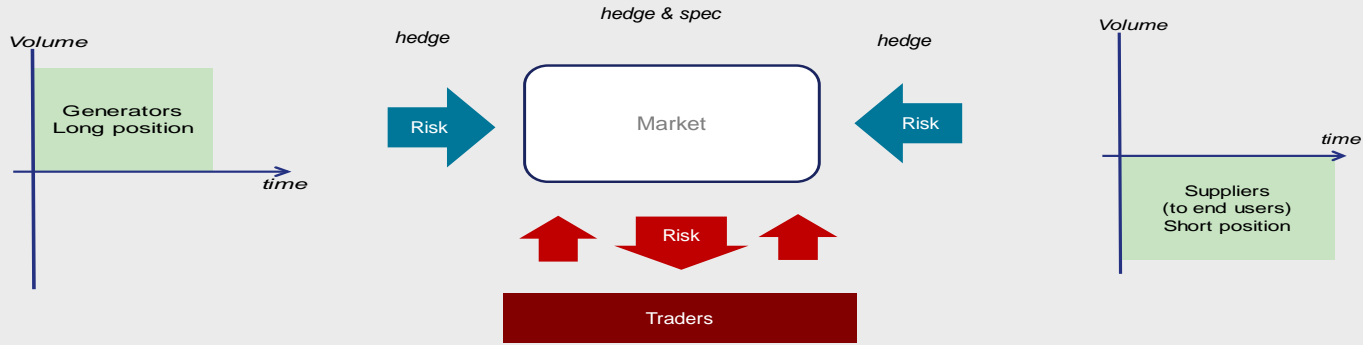 hedge & spec
Volume
hedge
hedge
Volume
Generators
Long position
Risk
Market
Risk
time
time
Suppliers
(to end users)
Short position
Risk
Traders